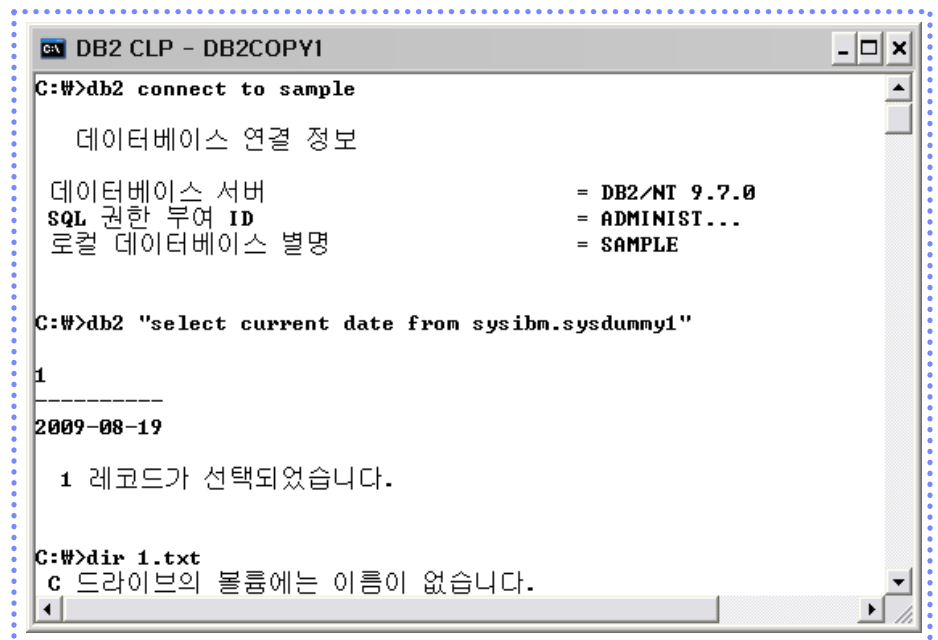 DB2 CLP - DB2COPY1
C:₩>db2 connect to sample
데이터베이스 연결 정보
데이터베이스 서버 = DB2/NT 9.7.0
SQL 권한 부여 ID = ADMINIST...
로컬 데이터베이스 별명 = SAMPLE
C:₩>db2 "select current date from sysibm.sysdummy1"
1
----------
2009-08-19
1 레코드가 선택되었습니다.
C:₩>dir 1.txt
C 드라이브의 볼륨에는 이름이 없습니다.